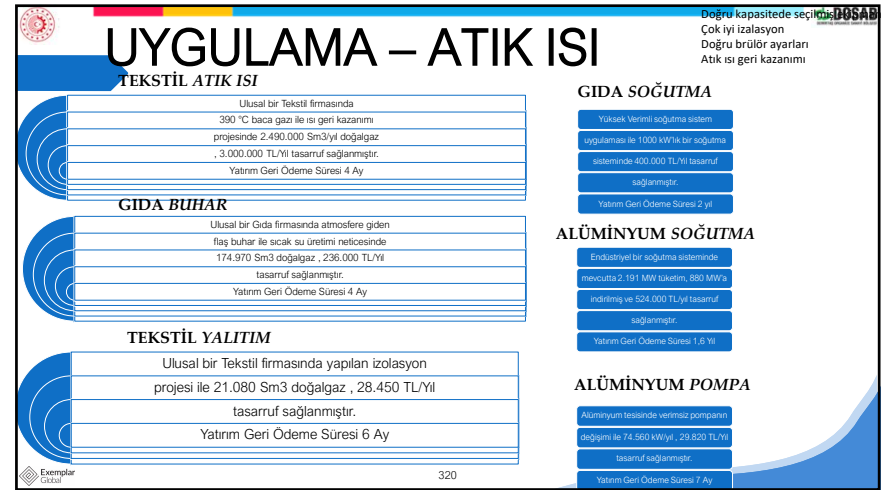 Doğru kapasitede seçilmiş
Çok iyi izalasyon
Doğru brülör ayarları
Atık ısı geri kazanımı
DOSABİ
UYGULAMA – ATIK ISI
TEKSTİL ATIK ISI
Ulusal bir Tekstil firmasında
390 °C baca gazı ile ısı geri kazanımı
projesinde 2.490.000 Sm3/yıl doğalgaz
, 3.000.000 TL/Yıl tasarruf sağlanmıştır.
Yatırım Geri Ödeme Süresi 4 Ay
GIDA BUHAR
Ulusal bir Gıda firmasında atmosfere giden
flaş buhar ile sıcak su üretimi neticesinde
174.970 Sm3 doğalgaz , 236.000 TL/Yıl
tasarruf sağlanmıştır.
Yatırım Geri Ödeme Süresi 4 Ay
TEKSTİL YALITIM
Ulusal bir Tekstil firmasında yapılan izolasyon
projesi ile 21.080 Sm3 doğalgaz , 28.450 TL/Yıl
tasarruf sağlanmıştır.
Yatırım Geri Ödeme Süresi 6 Ay
GIDA SOĞUTMA
Yüksek Verimli soğutma sistem
uygulaması ile 1000 kW'lık bir soğutma
sisteminde 400.000 TL/Yıl tasarruf
sağlanmıştır.
Yatırım Geri Ödeme Süresi 2 yıl
ALÜMİNYUM SOĞUTMA
Endüstriyel bir soğutma sisteminde
mevcutta 2.191 MW tüketim, 880 MW'a
indirilmiş ve 524.000 TL/yıl tasarruf
sağlanmıştır.
Yatırım Geri Ödeme Süresi 1,6 Yıl
ALÜMİNYUM POMPA
Alüminyum tesisinde verimsiz pompanın
değişimi ile 74.560 kW/yıl , 29.820 TL/Yıl
tasarruf sağlanmıştır.
Yatırım Geri Ödeme Süresi 7 Ay
Exemplar
Global
320